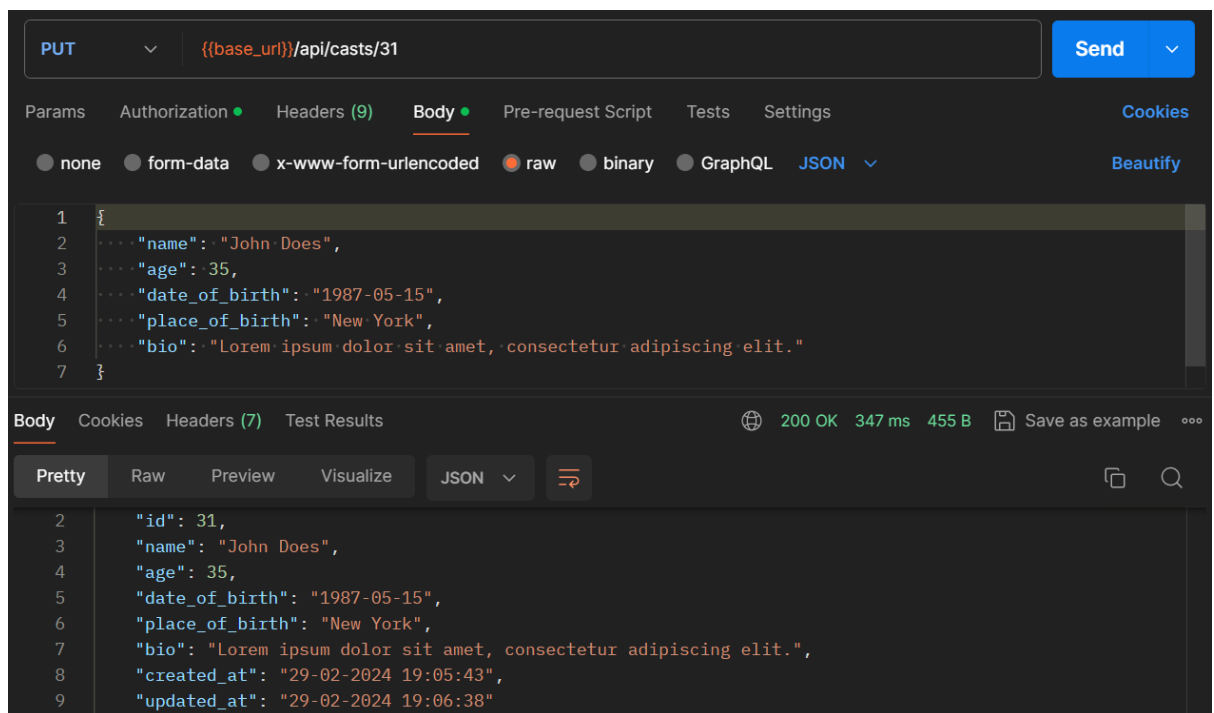 PUT {{base_url}}/api/casts/31 Send
Params Authorization Headers (9) Body Pre-request Script Tests Settings Cookies
none form-data x-www-form-urlencoded raw binary GraphQL JSON Beautify
1 {
2 "name": "John Does",
3 "age": 35,
4 "date_of_birth": "1987-05-15",
5 "place_of_birth": "New York",
6 "bio": "Lorem ipsum dolor sit amet, consectetur adipiscing elit."
7 }
Body Cookies Headers (7) Test Results 200 OK 347 ms 455 B Save as example
Pretty Raw Preview Visualize JSON
2 "id": 31,
3 "name": "John Does",
4 "age": 35,
5 "date_of_birth": "1987-05-15",
6 "place_of_birth": "New York",
7 "bio": "Lorem ipsum dolor sit amet, consectetur adipiscing elit.",
8 "created_at": "29-02-2024 19:05:43",
9 "updated_at": "29-02-2024 19:06:38"